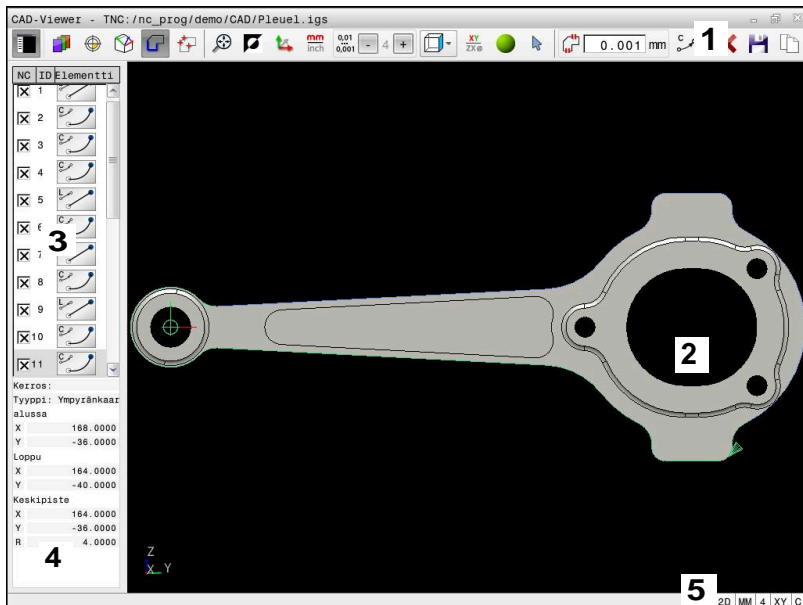 CAD-Viewer - TNC:/nc_prog/demo/CAD/Pleuel.igs
mm
inch
0,01
0,001
- 4 +
XY
ZX
0.001 mm
C
1
NC ID Elementti
1
2 C
3 C
4 C
5 L
6 C
7
8 C
9 L
10 C
11 C
3
2
Kerros:
Tyyppi: Ympyränkaar
alussa
X 168.0000
Y -36.0000
Loppu
X 164.0000
Y -40.0000
Keskipiste
X 164.0000
Y -36.0000
R 4.0000
4
Z
X Y
5
2D MM 4 XY C